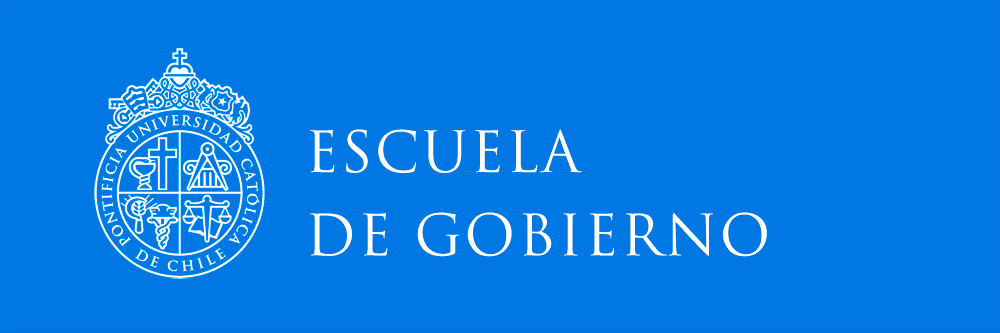 PONTIFICIA UNIVERSIDAD CATÓLICA
DE CHILE
ESCUELA
DE GOBIERNO